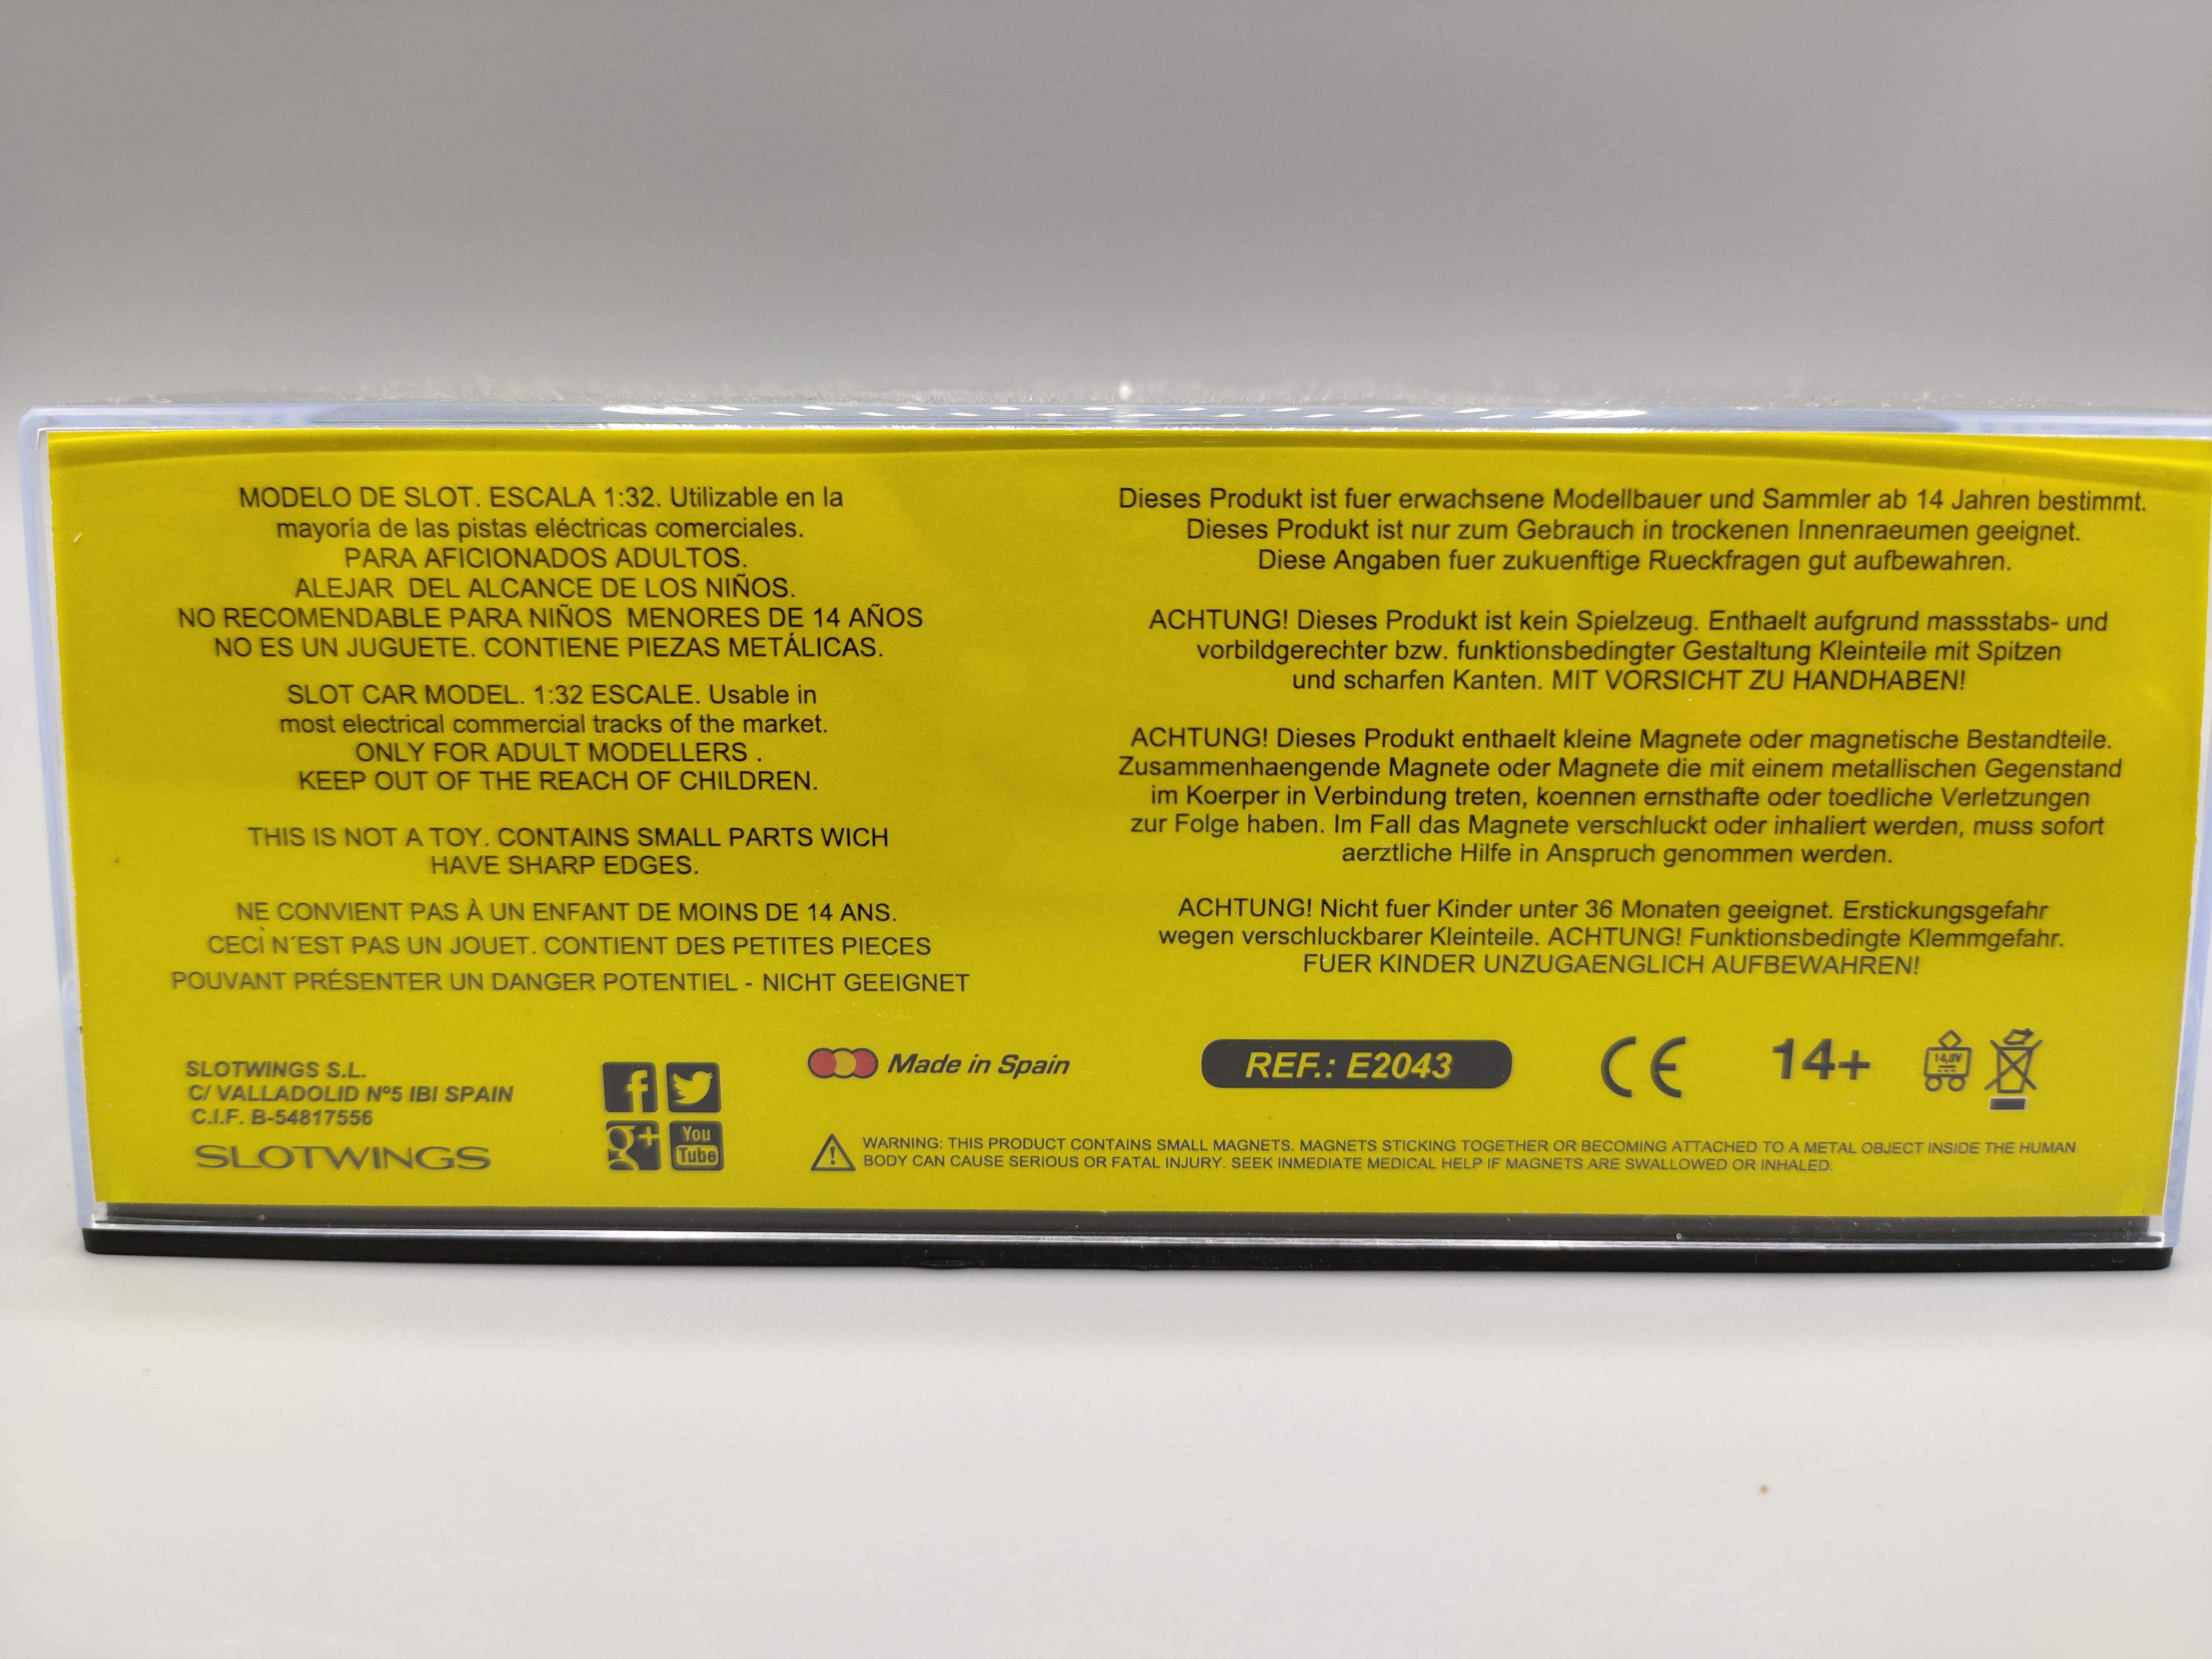 MODELO DE SLOT. ESCALA 1:32. Utilizable en la
mayoría de las pistas eléctricas comerciales.
PARA AFICIONADOS ADULTOS.
ALEJAR DEL ALCANCE DE LOS NIÑOS.
NO RECOMENDABLE PARA NIÑOS MENORES DE 14 AÑOS
NO ES UN JUGUETE. CONTIENE PIEZAS METÁLICAS.
SLOT CAR MODEL. 1:32 ESCALE. Usable in
most electrical commercial tracks of the market.
ONLY FOR ADULT MODELLERS .
KEEP OUT OF THE REACH OF CHILDREN.
THIS IS NOT A TOY. CONTAINS SMALL PARTS WICH
HAVE SHARP EDGES.
NE CONVIENT PAS À UN ENFANT DE MOINS DE 14 ANS.
CECÌ N´EST PAS UN JOUET. CONTIENT DES PETITES PIECES
POUVANT PRÉSENTER UN DANGER POTENTIEL - NICHT GEEIGNET
Dieses Produkt ist fuer erwachsene Modellbauer und Sammler ab 14 Jahren bestimmt.
Dieses Produkt ist nur zum Gebrauch in trockenen Innenraeumen geeignet.
Diese Angaben fuer zukuenftige Rueckfragen gut aufbewahren.
ACHTUNG! Dieses Produkt ist kein Spielzeug. Enthaelt aufgrund massstabs- und
vorbildgerechter bzw. funktionsbedingter Gestaltung Kleinteile mit Spitzen
und scharfen Kanten. MIT VORSICHT ZU HANDHABEN!
ACHTUNG! Dieses Produkt enthaelt kleine Magnete oder magnetische Bestandteile.
Zusammenhaengende Magnete oder Magnete die mit einem metallischen Gegenstand
im Koerper in Verbindung treten, koennen ernsthafte oder toedliche Verletzungen
zur Folge haben. Im Fall das Magnete verschluckt oder inhaliert werden, muss sofort
aerztliche Hilfe in Anspruch genommen werden.
ACHTUNG! Nicht fuer Kinder unter 36 Monaten geeignet. Erstickungsgefahr
wegen verschluckbarer Kleinteile. ACHTUNG! Funktionsbedingte Klemmgefahr.
FUER KINDER UNZUGAENGLICH AUFBEWAHREN!
SLOTWINGS S.L.
C/ VALLADOLID Nº5 IBI SPAIN
C.I.F. B-54817556
SLOTWINGS
f
g+
You
Tube
Made in Spain
REF.: E2043
CE
14+
14,8V
WARNING: THIS PRODUCT CONTAINS SMALL MAGNETS. MAGNETS STICKING TOGETHER OR BECOMING ATTACHED TO A METAL OBJECT INSIDE THE HUMAN
BODY CAN CAUSE SERIOUS OR FATAL INJURY. SEEK INMEDIATE MEDICAL HELP IF MAGNETS ARE SWALLOWED OR INHALED.